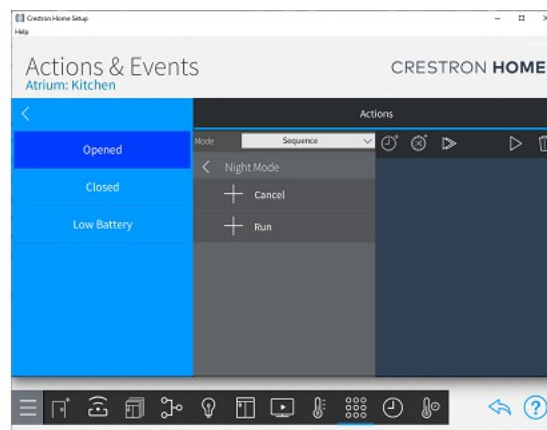 Crestron Home Setup
Help
Actions & Events
Atrium: Kitchen
CRESTRON HOME
Actions
Opened
Closed
Low Battery
Mode
Sequence
Night Mode
Cancel
Run
?